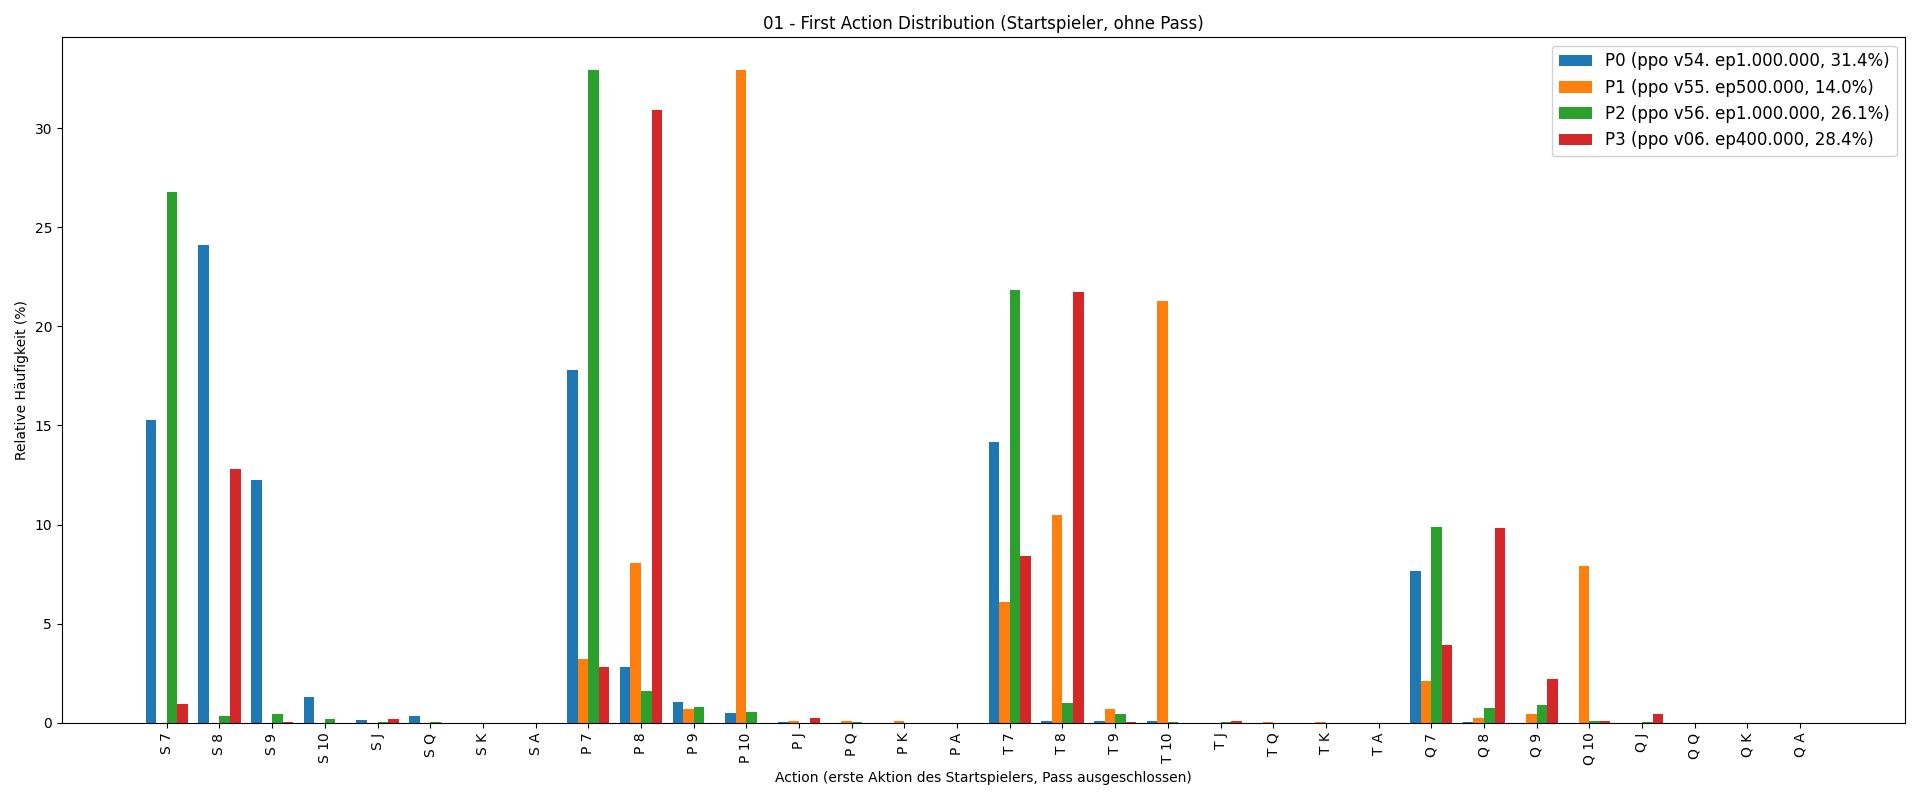 01 - First Action Distribution (Startspieler, ohne Pass)
P0 (ppo v54. ep1.000.000, 31.4%)
P1 (ppo v55. ep500.000, 14.0%)
P2 (ppo v56. ep1.000.000, 26.1%)
P3 (ppo v06. ep400.000, 28.4%)
Relative Häufigkeit (%)
30
25
20
15
10
5
0
S 7
S 8
S 9
S 10
S J
S Q
S K
S A
P 7
P 8
P 9
P 10
P J
P Q
P K
P A
T 7
T 8
T 9
T 10
T J
T Q
T K
T A
Q 7
Q 8
Q 9
Q 10
Q J
Q Q
Q K
Q A
Action (erste Aktion des Startspielers, Pass ausgeschlossen)